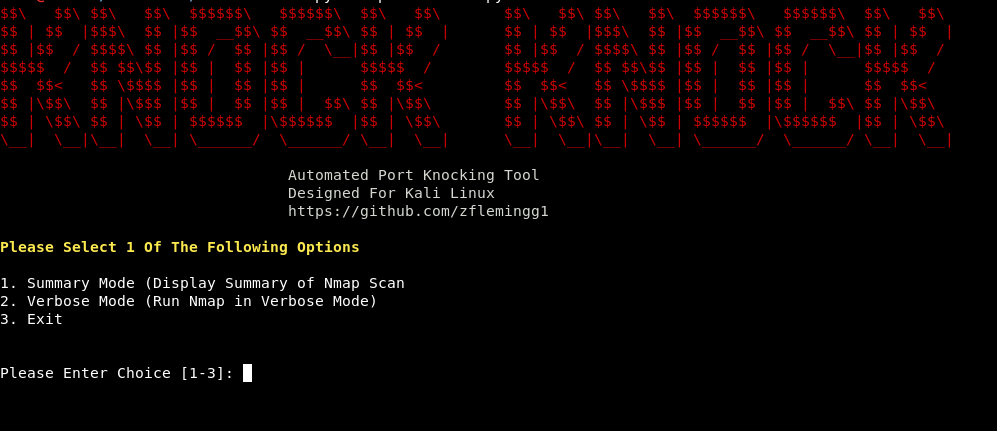 KNOCK KNOCK
Automated Port Knocking Tool
Designed For Kali Linux
https://github.com/zflemingg1
Please Select 1 Of The Following Options
1. Summary Mode (Display Summary of Nmap Scan
2. Verbose Mode (Run Nmap in Verbose Mode)
3. Exit
Please Enter Choice [1-3]: